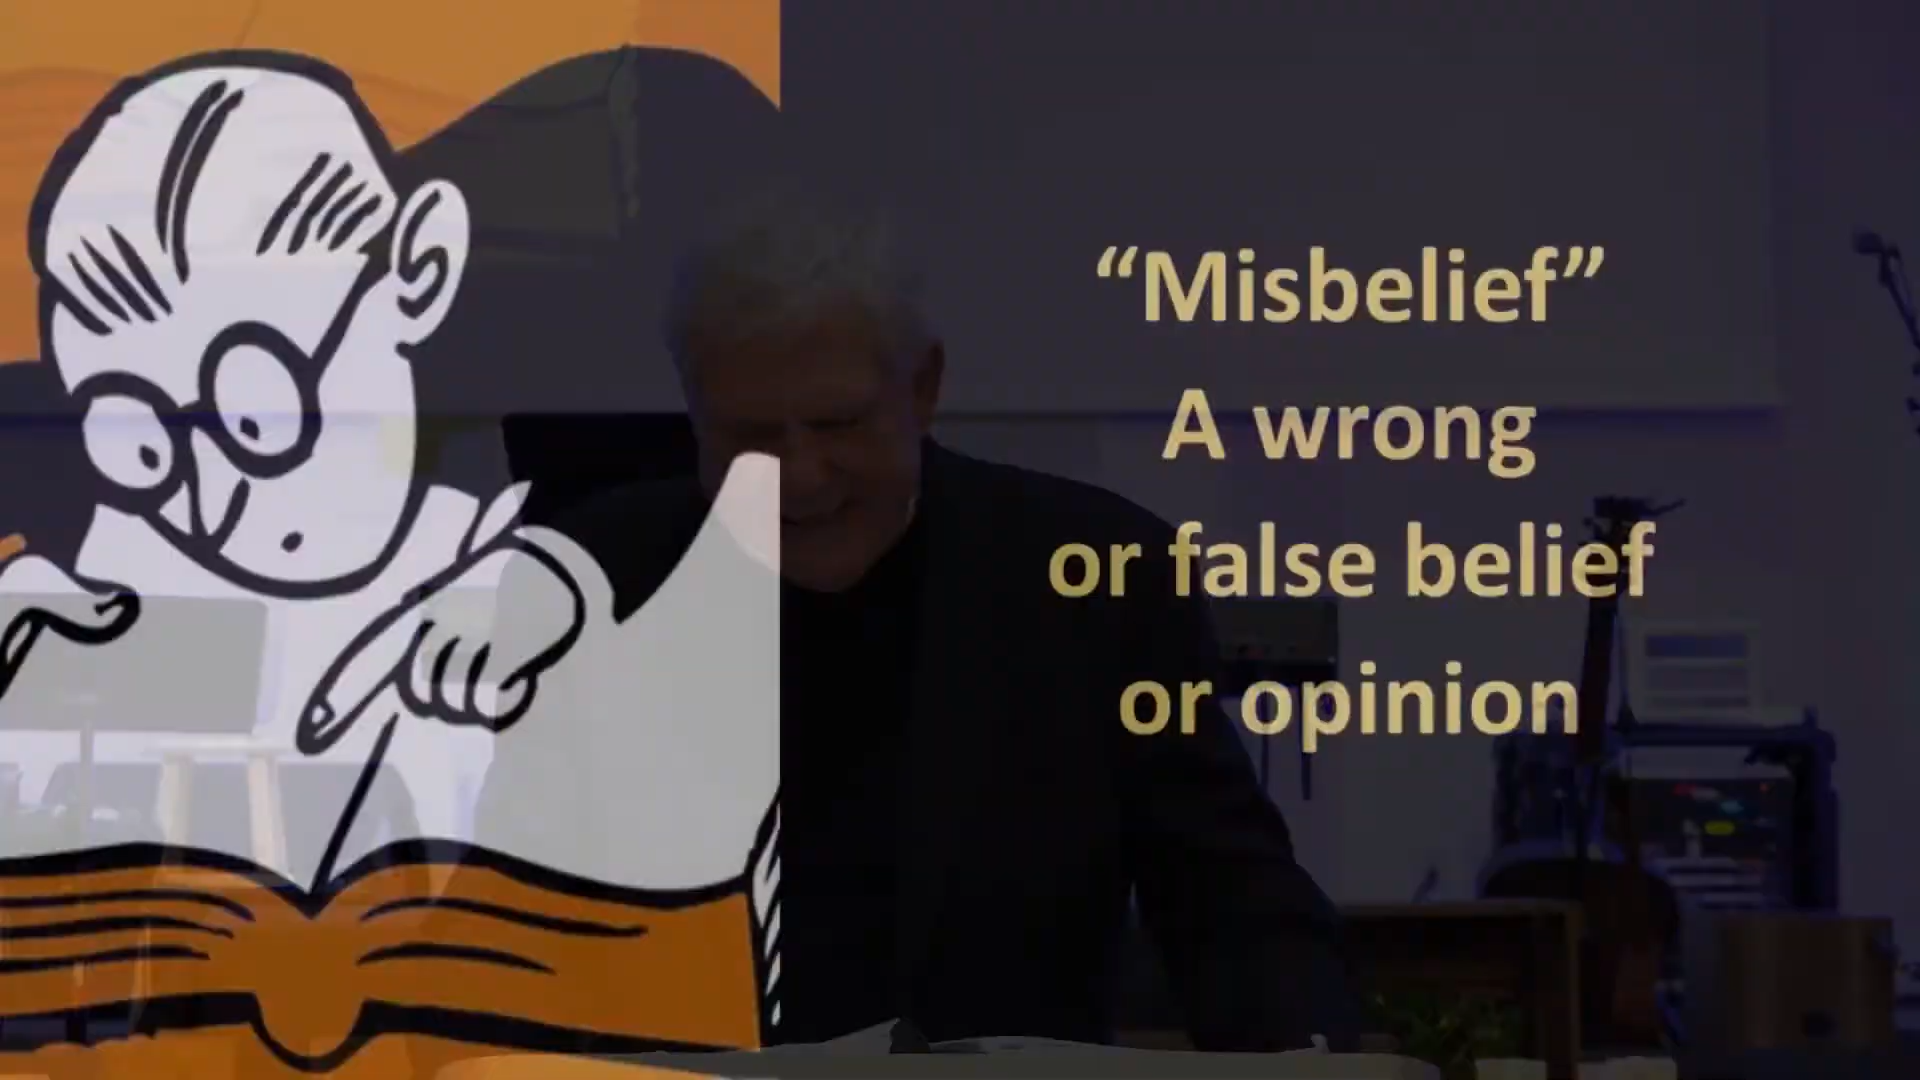 “Misbelief”
A wrong
or false belief
or opinion